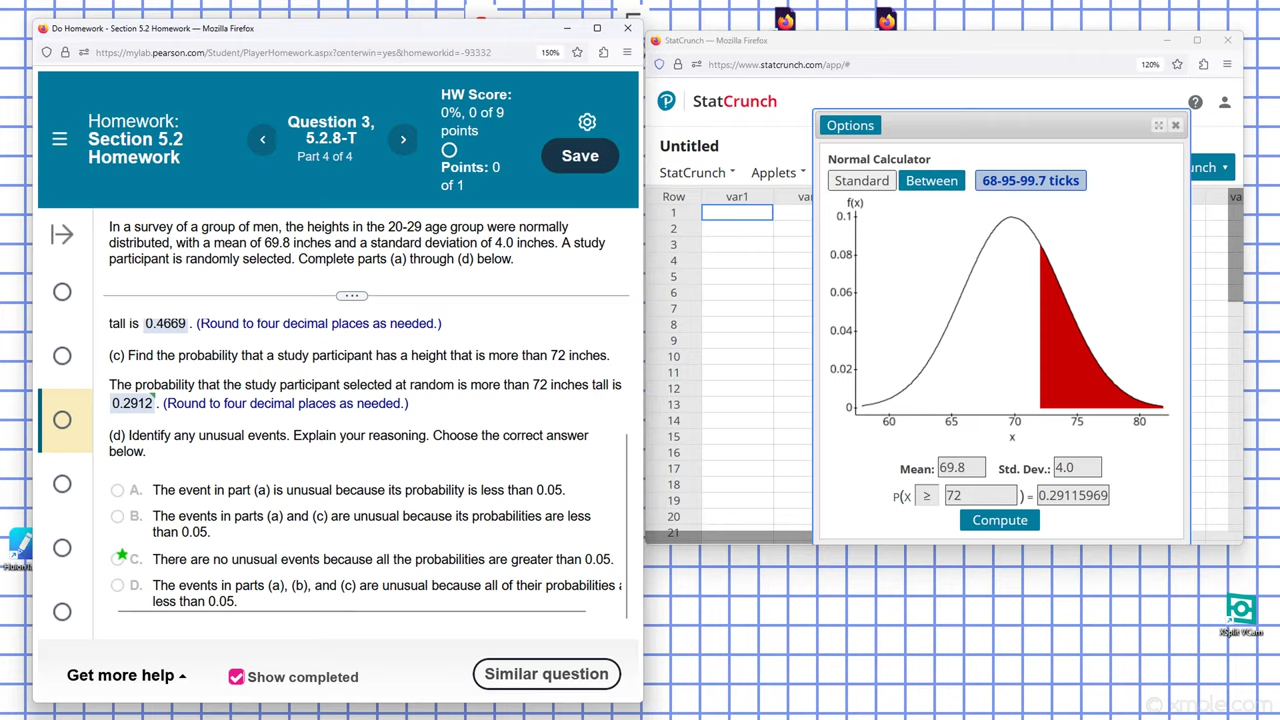 Do Homework - Section 5.2 Homework — Mozilla Firefox
https://mylab.pearson.com/Student/PlayerHomework.aspx?centerwin=yes&homeworkid=-93332
150%
Homework:
Section 5.2
Homework
Question 3,
5.2.8-T
Part 4 of 4
HW Score:
0%, 0 of 9
points
Points: 0
of 1
Save
In a survey of a group of men, the heights in the 20-29 age group were normally
distributed, with a mean of 69.8 inches and a standard deviation of 4.0 inches. A study
participant is randomly selected. Complete parts (a) through (d) below.
tall is 0.4669. (Round to four decimal places as needed.)
(c) Find the probability that a study participant has a height that is more than 72 inches.
The probability that the study participant selected at random is more than 72 inches tall is
0.2912. (Round to four decimal places as needed.)
(d) Identify any unusual events. Explain your reasoning. Choose the correct answer
below.
A. The event in part (a) is unusual because its probability is less than 0.05.
B. The events in parts (a) and (c) are unusual because its probabilities are less
than 0.05.
C. There are no unusual events because all the probabilities are greater than 0.05.
D. The events in parts (a), (b), and (c) are unusual because all of their probabilities
less than 0.05.
Get more help
Show completed
Similar question
StatCrunch — Mozilla Firefox
https://www.statcrunch.com/app/#
120%
StatCrunch
Untitled
StatCrunch
Applets
unch
Row
var1
va
va
1
2
3
4
5
6
7
8
9
10
11
12
13
14
15
16
17
18
19
20
21
Options
Normal Calculator
Standard
Between
68-95-99.7 ticks
f(x)
0.1
0.08
0.06
0.04
0.02
0
60
65
70
75
80
x
Mean: 69.8
Std. Dev.: 4.0
P(X ≥ 72 ) = 0.29115969
Compute
XSplit VCam
xmple.com